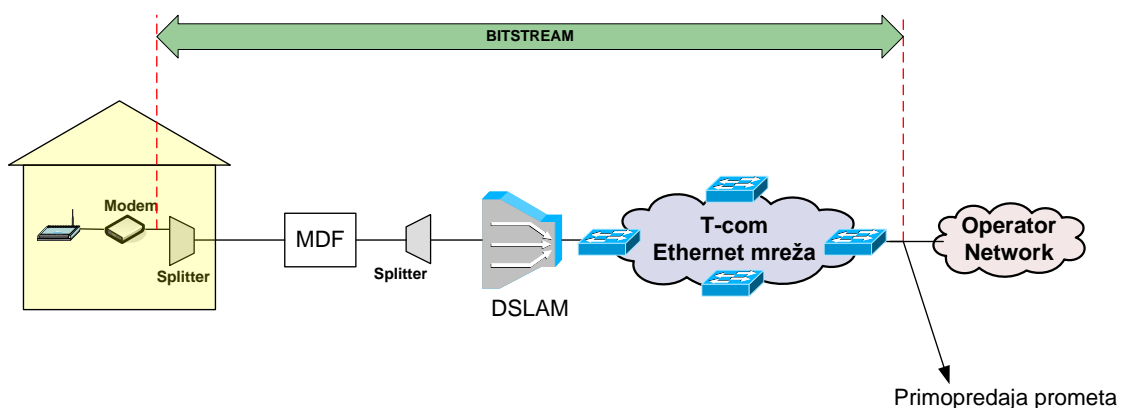 BITSTREAM
Modem
Splitter
MDF
Splitter
DSLAM
T-com
Ethernet mreža
Operator
Network
Primopredaja prometa